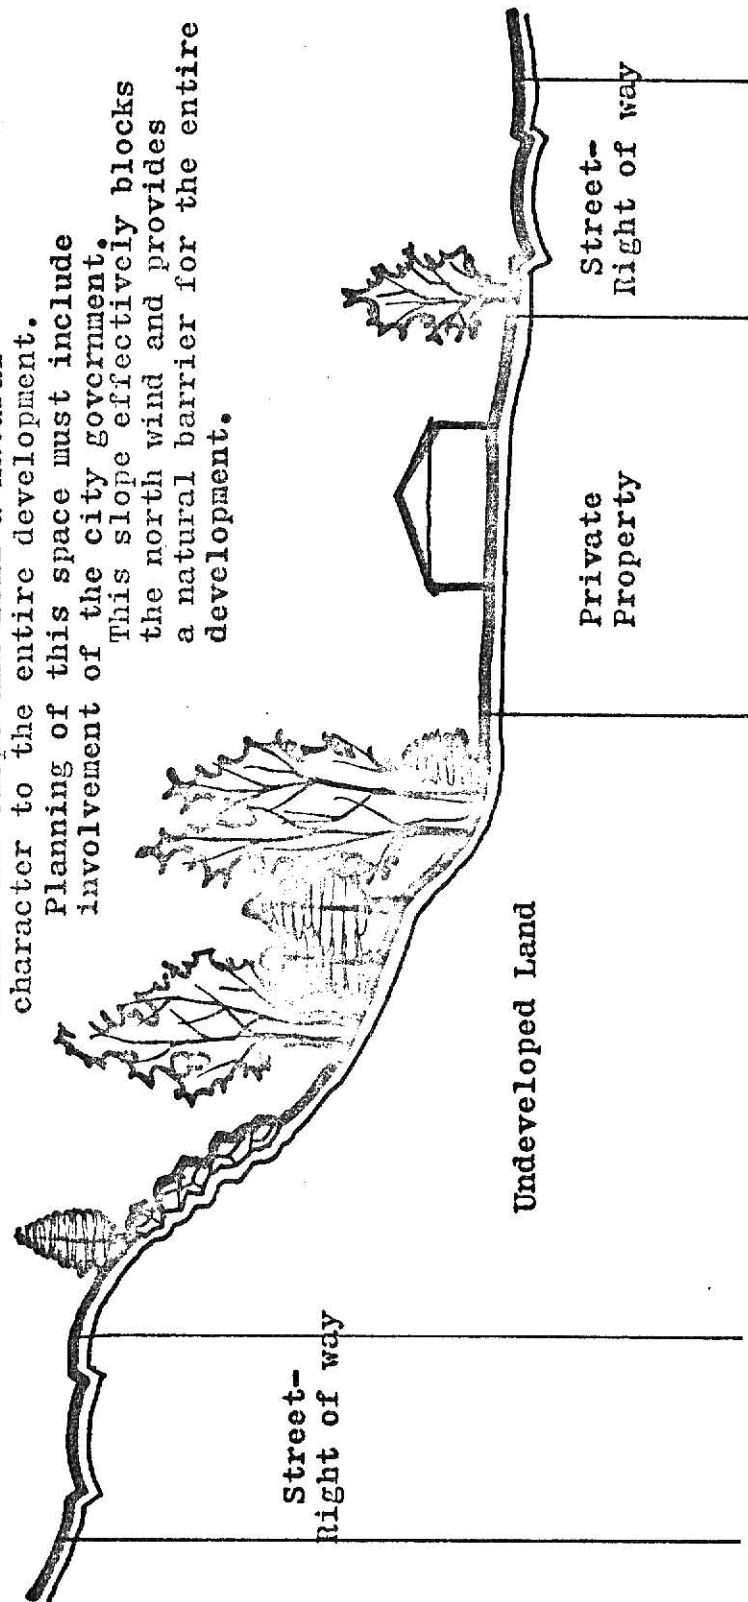 character to the entire development.
Planning of this space must include
involvement of the city government.
This slope effectively blocks
the north wind and provides
a natural barrier for the entire
development.
Street-
Right of way
Undeveloped Land
Private
Property
Street-
Right of way